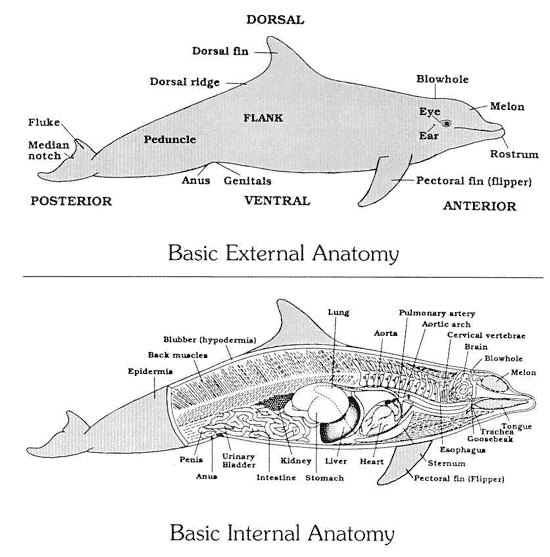 DORSAL
Dorsal fin
Dorsal ridge
Blowhole
Melon
Fluke
Median
notch
Peduncle
FLANK
Eye
Ear
Rostrum
Anus
Genitals
Pectoral fin (flipper)
POSTERIOR
VENTRAL
ANTERIOR
Basic External Anatomy
Lung
Pulmonary artery
Aortic arch
Aorta
Cervical vertebrae
Brain
Blowhole
Melon
Blubber (hypodermis)
Back muscles
Epidermis
Tongue
Trachea
Goosebeak
Esophagus
Sternum
Pectoral fin (Flipper)
Penis
Urinary
Bladder
Anus
Kidney
Intestine
Stomach
Liver
Heart
Basic Internal Anatomy